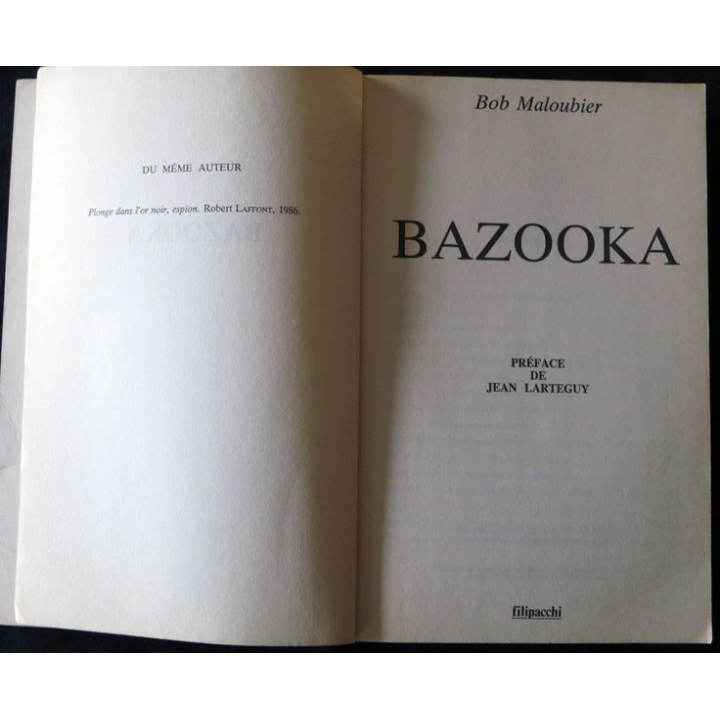 DU MÊME AUTEUR
Plonge dans l'or noir, espion. Robert LAFFONT, 1986.
BAZOOKA
Bob Maloubier
BAZOOKA
PRÉFACE
DE
JEAN LARTEGUY
filipacchi